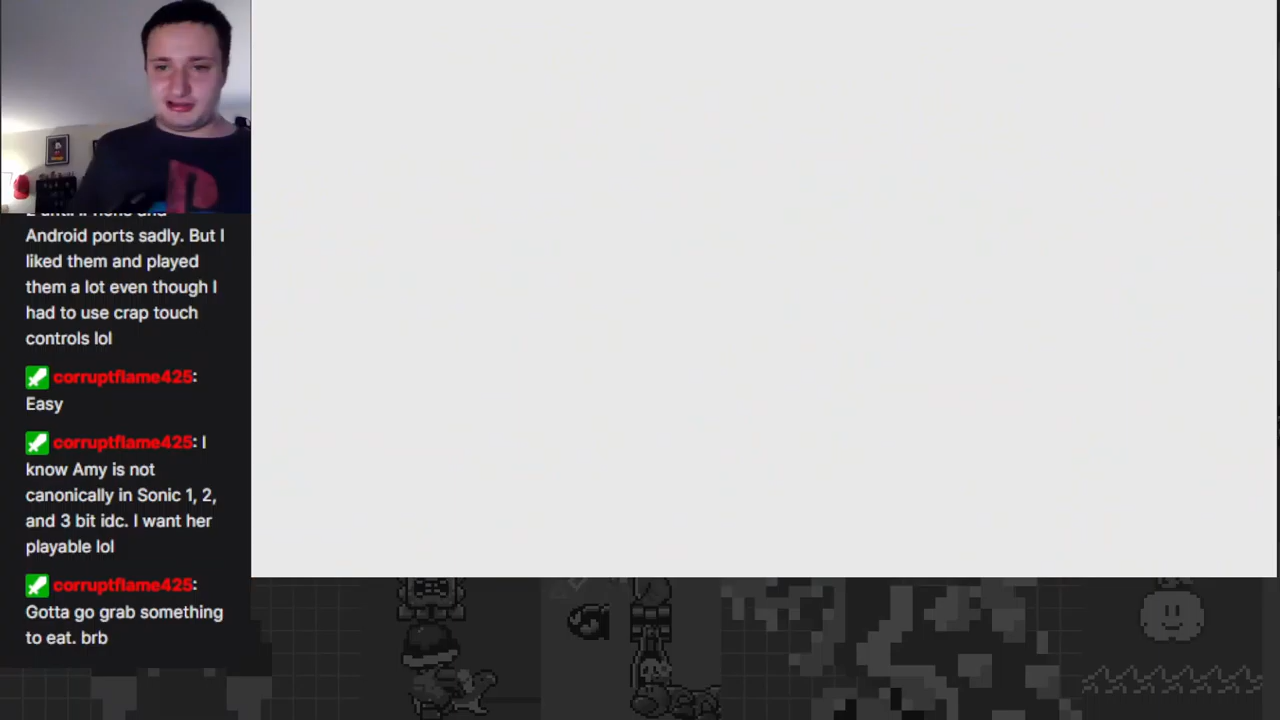 Android ports sadly. But I
liked them and played
them a lot even though I
had to use crap touch
controls lol
corruptflame425:
Easy
corruptflame425: I
know Amy is not
canonically in Sonic 1, 2,
and 3 bit idc. I want her
playable lol
corruptflame425:
Gotta go grab something
to eat. brb